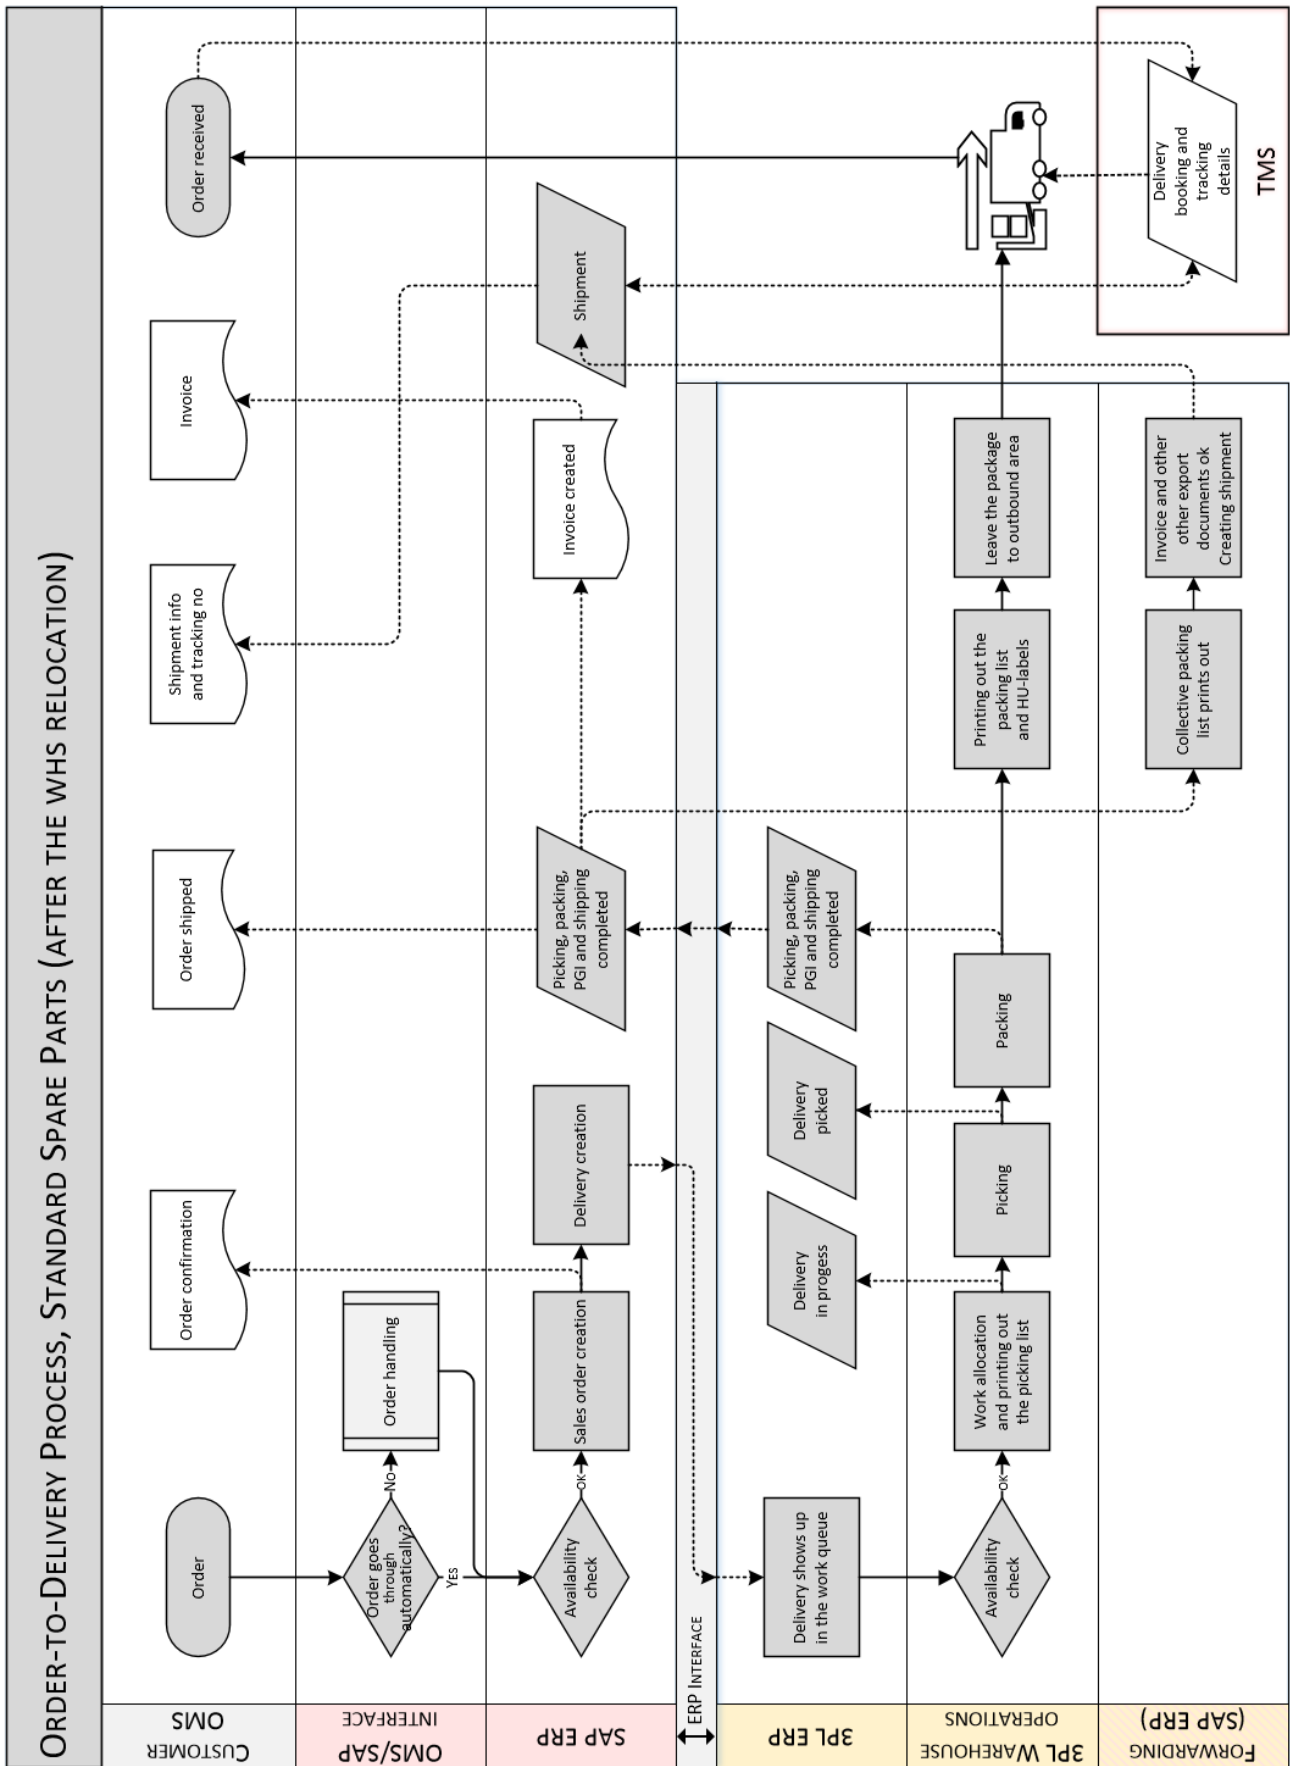 ORDER-TO-DELIVERY PROCESS, STANDARD SPARE PARTS (AFTER THE WHS RELOCATION)
CUSTOMER
OMS
Order
Order confirmation
Order shipped
Shipment info
and tracking no
Invoice
Order received
OMS/SAP
INTERFACE
Order goes
through
automatically?
No
YES
Order handling
SAP ERP
Availability
check
OK
Sales order creation
Delivery creation
Picking, packing,
PGI and shipping
completed
Invoice created
Shipment
ERP INTERFACE
3PL ERP
Delivery shows up
in the work queue
Delivery
in progess
Delivery
picked
Picking, packing,
PGI and shipping
completed
3PL WAREHOUSE
OPERATIONS
Availability
check
OK
Work allocation
and printing out
the picking list
Picking
Packing
Printing out the
packing list
and HU-labels
Leave the package
to outbound area
FORWARDING
(SAP ERP)
Collective packing
list prints out
Invoice and other
other export
documents ok
Creating shipment
Delivery
booking and
tracking
details
TMS